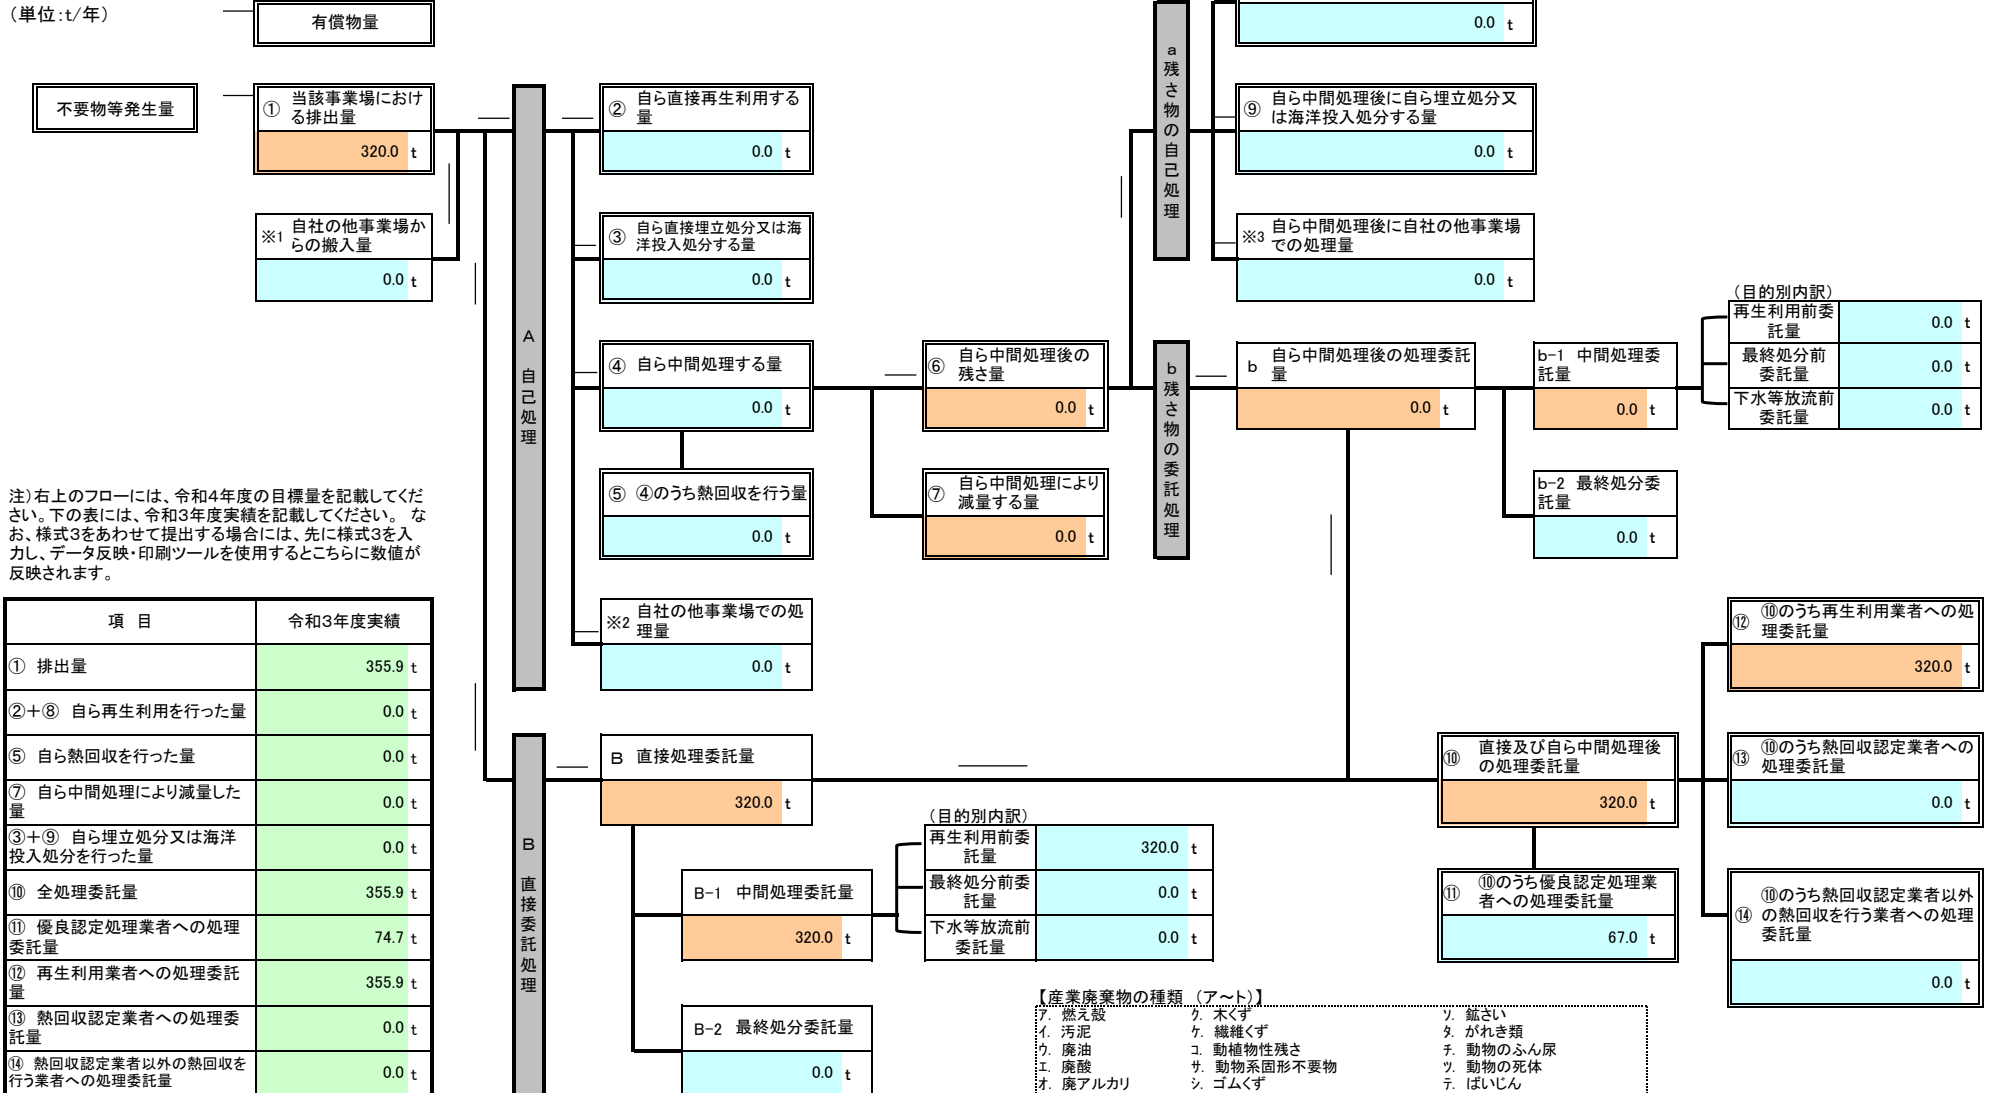 (単位:t/年)
有償物量
不要物等発生量
① 当該事業場におけ
る排出量
320.0 t
※1 自社の他事業場か
らの搬入量
0.0 t
A 自己処理
② 自ら直接再生利用する
量
0.0 t
③ 自ら直接埋立処分又は海
洋投入処分する量
0.0 t
④ 自ら中間処理する量
0.0 t
⑤ ④のうち熱回収を行う量
0.0 t
※2 自社の他事業場での処
理量
0.0 t
⑥ 自ら中間処理後の
残さ量
0.0 t
⑦ 自ら中間処理により
減量する量
0.0 t
a 残さ物の自己処理
0.0 t
⑨ 自ら中間処理後に自ら埋立処分又
は海洋投入処分する量
0.0 t
※3 自ら中間処理後に自社の他事業場
での処理量
0.0 t
b 残さ物の委託処理
b 自ら中間処理後の処理委託
量
0.0 t
b-1 中間処理委
託量
0.0 t
(目的別内訳)
再生利用前委
託量
0.0 t
最終処分前
委託量
0.0 t
下水等放流前
委託量
0.0 t
b-2 最終処分委
託量
0.0 t
注)右上のフローには、令和4年度の目標量を記載してくだ
さい。下の表には、令和3年度実績を記載してください。 な
お、様式3をあわせて提出する場合には、先に様式3を入
力し、データ反映・印刷ツールを使用するとこちらに数値が
反映されます。
項 目 令和3年度実績
① 排出量 355.9 t
②+⑧ 自ら再生利用を行った量 0.0 t
⑤ 自ら熱回収を行った量 0.0 t
⑦ 自ら中間処理により減量した
量
0.0 t
③+⑨ 自ら埋立処分又は海洋
投入処分を行った量
0.0 t
⑩ 全処理委託量 355.9 t
⑪ 優良認定処理業者への処理
委託量
74.7 t
⑫ 再生利用業者への処理委託
量
355.9 t
⑬ 熱回収認定業者への処理委
託量
0.0 t
⑭ 熱回収認定業者以外の熱回収を
行う業者への処理委託量
0.0 t
B 直接委託処理
B 直接処理委託量
320.0 t
B-1 中間処理委託量
320.0 t
(目的別内訳)
再生利用前委
託量
320.0 t
最終処分前委
託量
0.0 t
下水等放流前
委託量
0.0 t
B-2 最終処分委託量
0.0 t
⑩ 直接及び自ら中間処理後
の処理委託量
320.0 t
⑪ ⑩のうち優良認定処理業
者への処理委託量
67.0 t
⑫ ⑩のうち再生利用業者への処
理委託量
320.0 t
⑬ ⑩のうち熱回収認定業者への
処理委託量
0.0 t
⑭ ⑩のうち熱回収認定業者以外
の熱回収を行う業者への処理
委託量
0.0 t
【産業廃棄物の種類 (ア~ト)】
ア. 燃え殻 ク. 木くず ソ. 鉱さい
イ. 汚泥 ケ. 繊維くず タ. がれき類
ウ. 廃油 コ. 動植物性残さ チ. 動物のふん尿
エ. 廃酸 サ. 動物系固形不要物 ツ. 動物の死体
オ. 廃アルカリ シ. ゴムくず テ. ばいじん